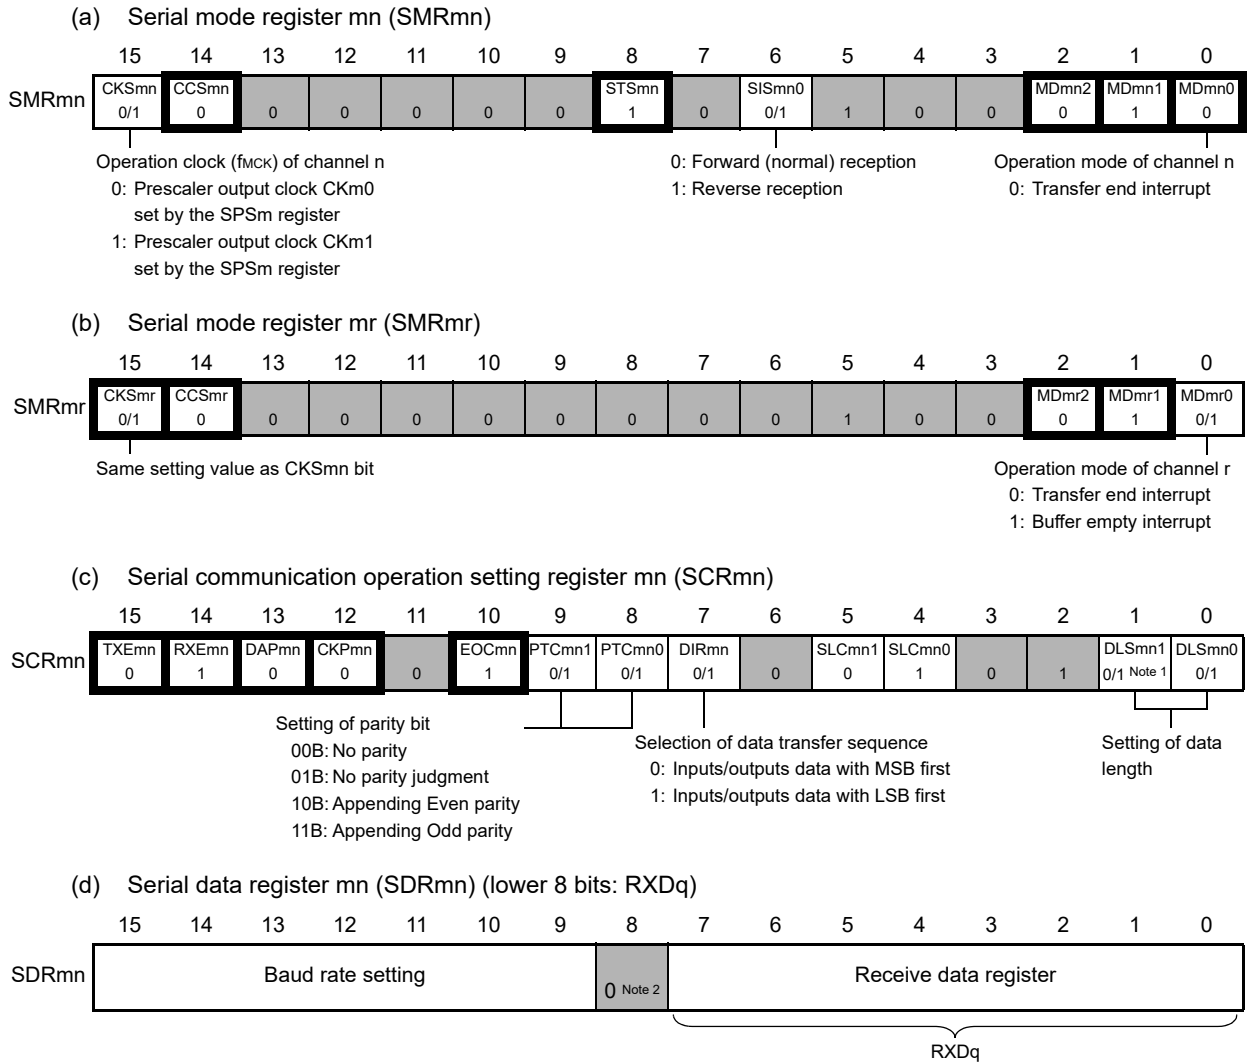 (a) Serial mode register mn (SMRmn)
15 14 13 12 11 10 9 8 7 6 5 4 3 2 1 0
SMRmn
CKSmn CCSmn STSmn SISmn0 MDmn2 MDmn1 MDmn0
0/1 0 0 0 0 0 0 1 0 0/1 1 0 0 0 1 0
Operation clock (fMCK) of channel n
0: Prescaler output clock CKm0
set by the SPSm register
1: Prescaler output clock CKm1
set by the SPSm register
0: Forward (normal) reception
1: Reverse reception
Operation mode of channel n
0: Transfer end interrupt
(b) Serial mode register mr (SMRmr)
15 14 13 12 11 10 9 8 7 6 5 4 3 2 1 0
SMRmr
CKSmr CCSmr MDmr2 MDmr1 MDmr0
0/1 0 0 0 0 0 0 0 0 0 1 0 0 0 1 0/1
Same setting value as CKSmn bit
Operation mode of channel r
0: Transfer end interrupt
1: Buffer empty interrupt
(c) Serial communication operation setting register mn (SCRmn)
15 14 13 12 11 10 9 8 7 6 5 4 3 2 1 0
SCRmn
TXEmn RXEmn DAPmn CKPmn EOCmn PTCmn1 PTCmn0 DIRmn SLCmn1 SLCmn0 DLSmn1 DLSmn0
0 1 0 0 0 1 0/1 0/1 0/1 0 0 1 0 1 0/1 Note 1 0/1
Setting of parity bit
00B: No parity
01B: No parity judgment
10B: Appending Even parity
11B: Appending Odd parity
Selection of data transfer sequence
0: Inputs/outputs data with MSB first
1: Inputs/outputs data with LSB first
Setting of data
length
(d) Serial data register mn (SDRmn) (lower 8 bits: RXDq)
15 14 13 12 11 10 9 8 7 6 5 4 3 2 1 0
SDRmn
Baud rate setting
0 Note 2
Receive data register
RXDq